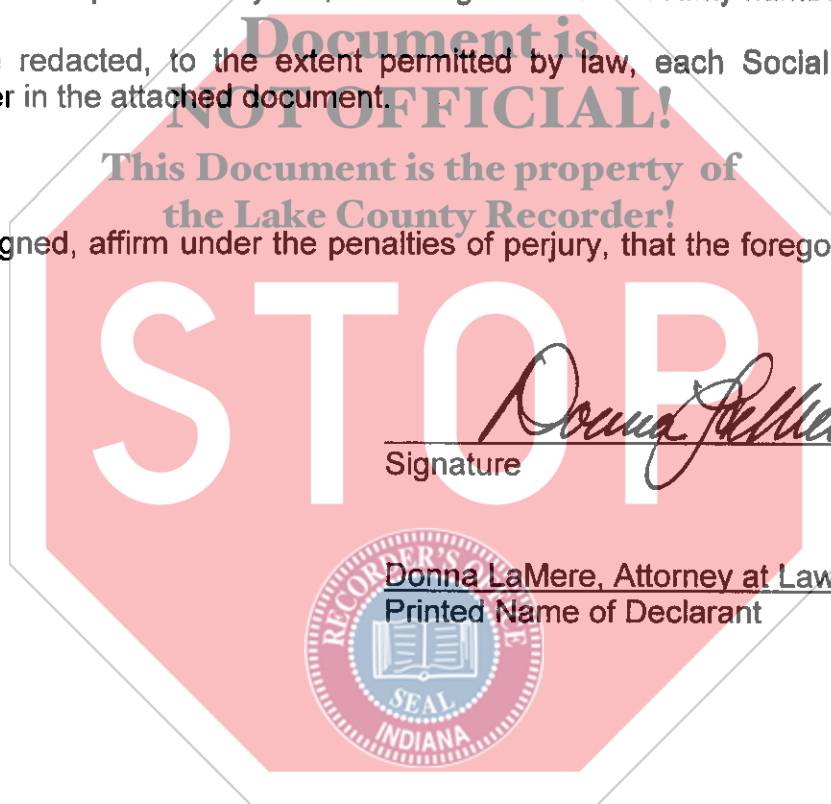 Document is
redacted, to the extent permitted by law, each Social
in the attached document.
NOT OFFICIAL!
This Document is the property of
the Lake County Recorder!
gned, affirm under the penalties of perjury, that the forego
STOP
Donna LaMere
Signature
RECORDER'S OFFICE
Donna LaMere, Attorney at Law
Printed Name of Declarant
SEAL
INDIANA